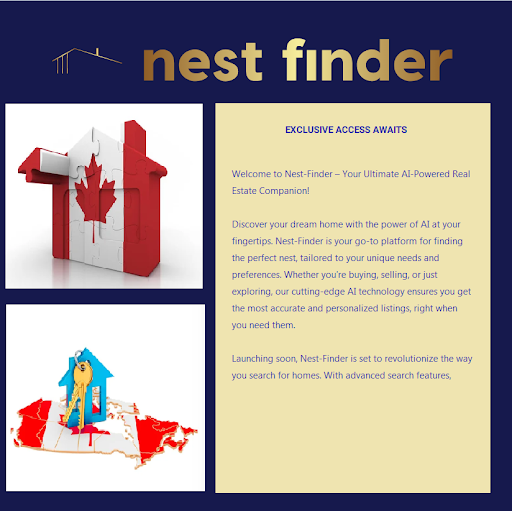 nest finder
EXCLUSIVE ACCESS AWAITS
Welcome to Nest-Finder – Your Ultimate AI-Powered Real
Estate Companion!
Discover your dream home with the power of AI at your
fingertips. Nest-Finder is your go-to platform for finding
the perfect nest, tailored to your unique needs and
preferences. Whether you're buying, selling, or just
exploring, our cutting-edge AI technology ensures you get
the most accurate and personalized listings, right when
you need them.
Launching soon, Nest-Finder is set to revolutionize the way
you search for homes. With advanced search features,